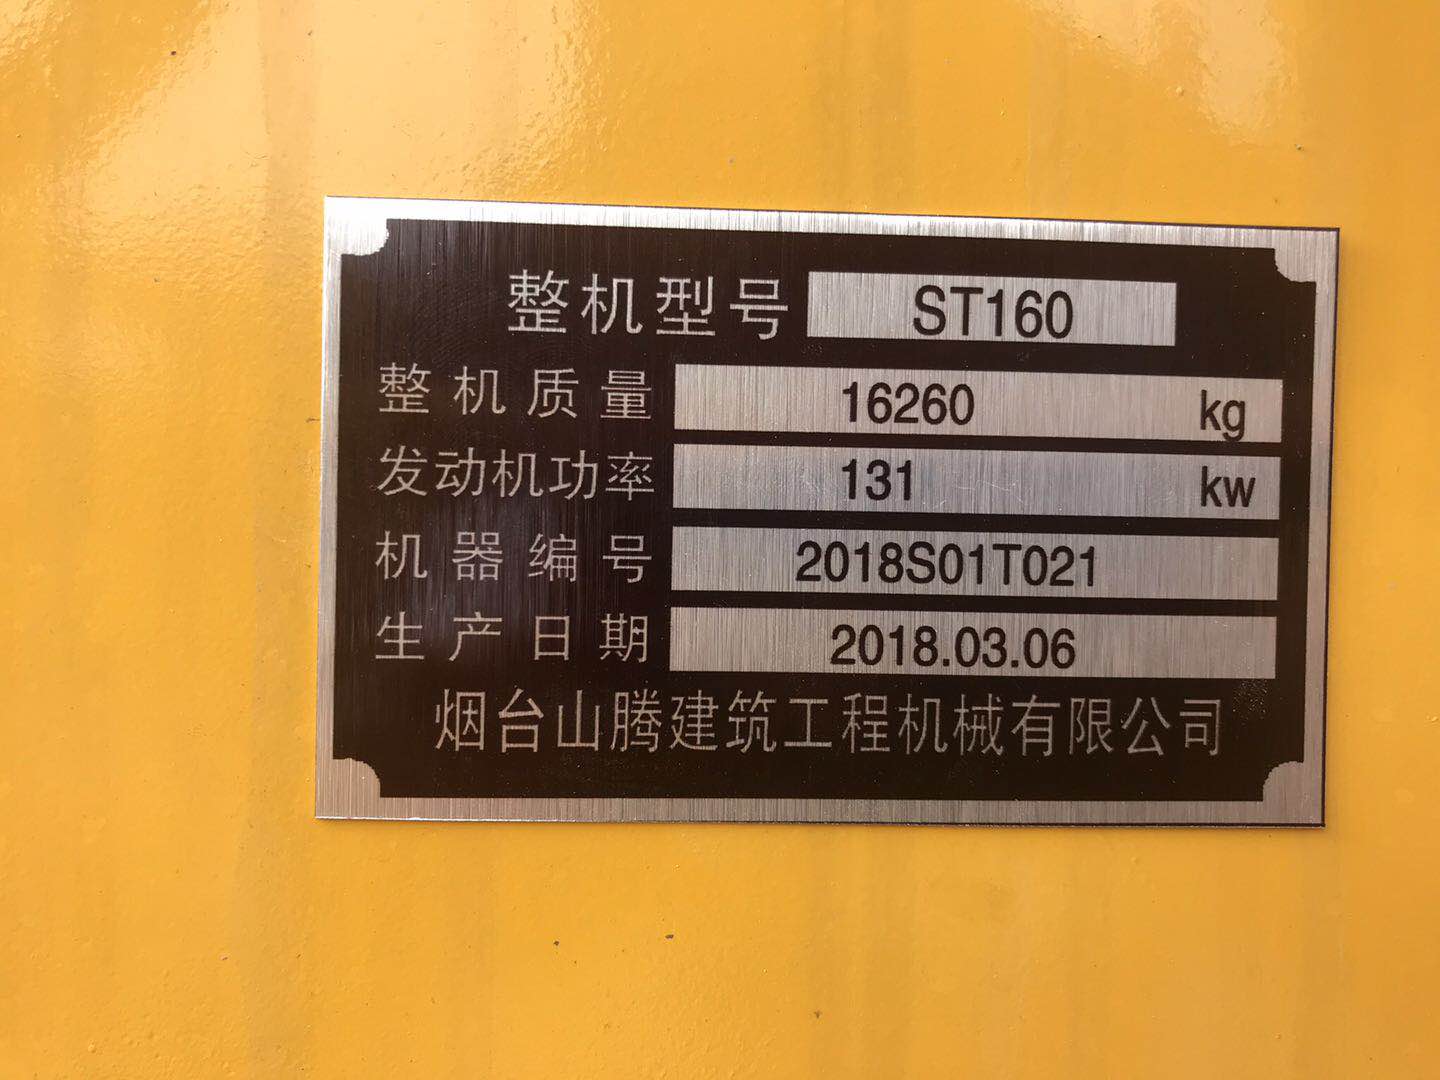 整机型号 ST160
整机质量 16260 kg
发动机功率 131 kw
机器编号 2018S01T021
生产日期 2018.03.06
烟台山腾建筑工程机械有限公司